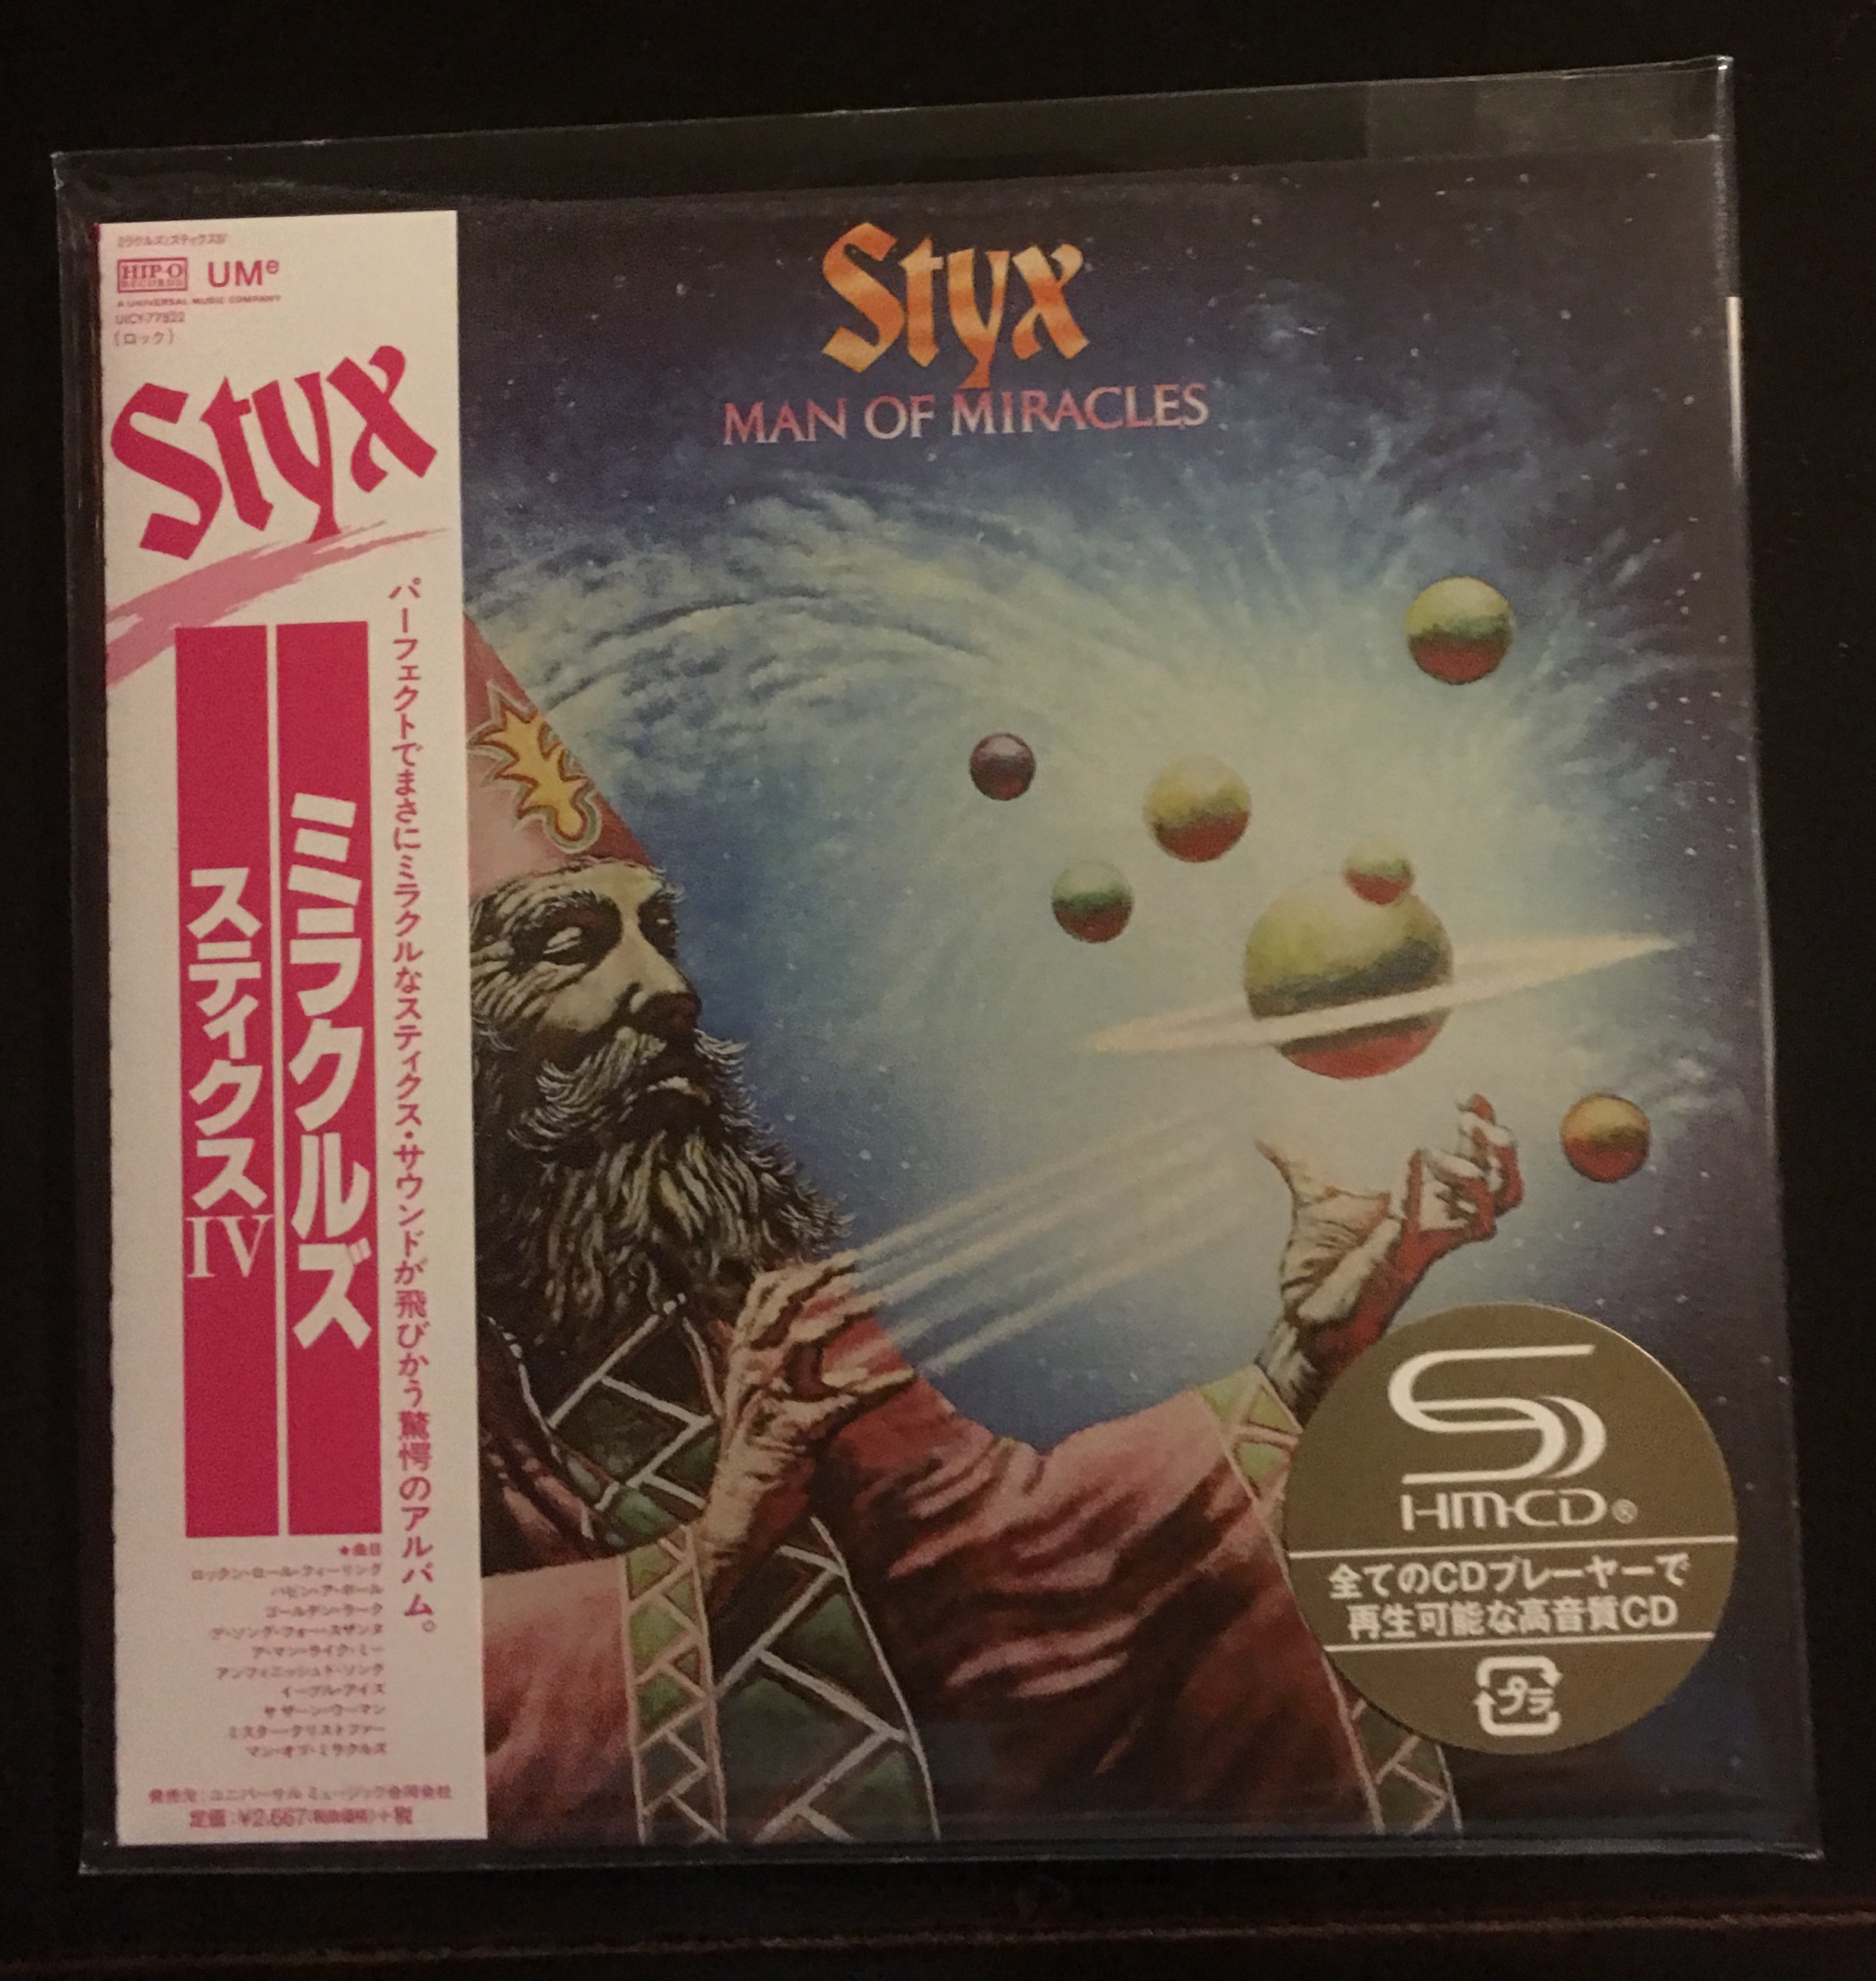 ミラクルズ/スティックスIV
HIP-O
RECORDS
UMe
A UNIVERSAL MUSIC COMPANY
UICY-77822
(ロック)
Styx
パーフェクトでまさにミラクルなスティクス・サウンドが飛びかう驚愕のアルバム。
ミラクルズ
スティクスIV
★曲目
ロックン・ロール・フィーリング
ハビン・ア・ボール
ゴールデン・ラーク
ア・ソング・フォー・スザンヌ
ア・マン・ライク・ミー
アンフィニッシュド・ソング
イーブル・アイズ
サザーン・ウーマン
ミスター・クリストファー
マン・オブ・ミラクルズ
発売元:ユニバーサル ミュージック合同会社
定価:¥2,667(税抜価格)+税
Styx
MAN OF MIRACLES
SHM-CD®
全てのCDプレーヤーで
再生可能な高音質CD
プラ